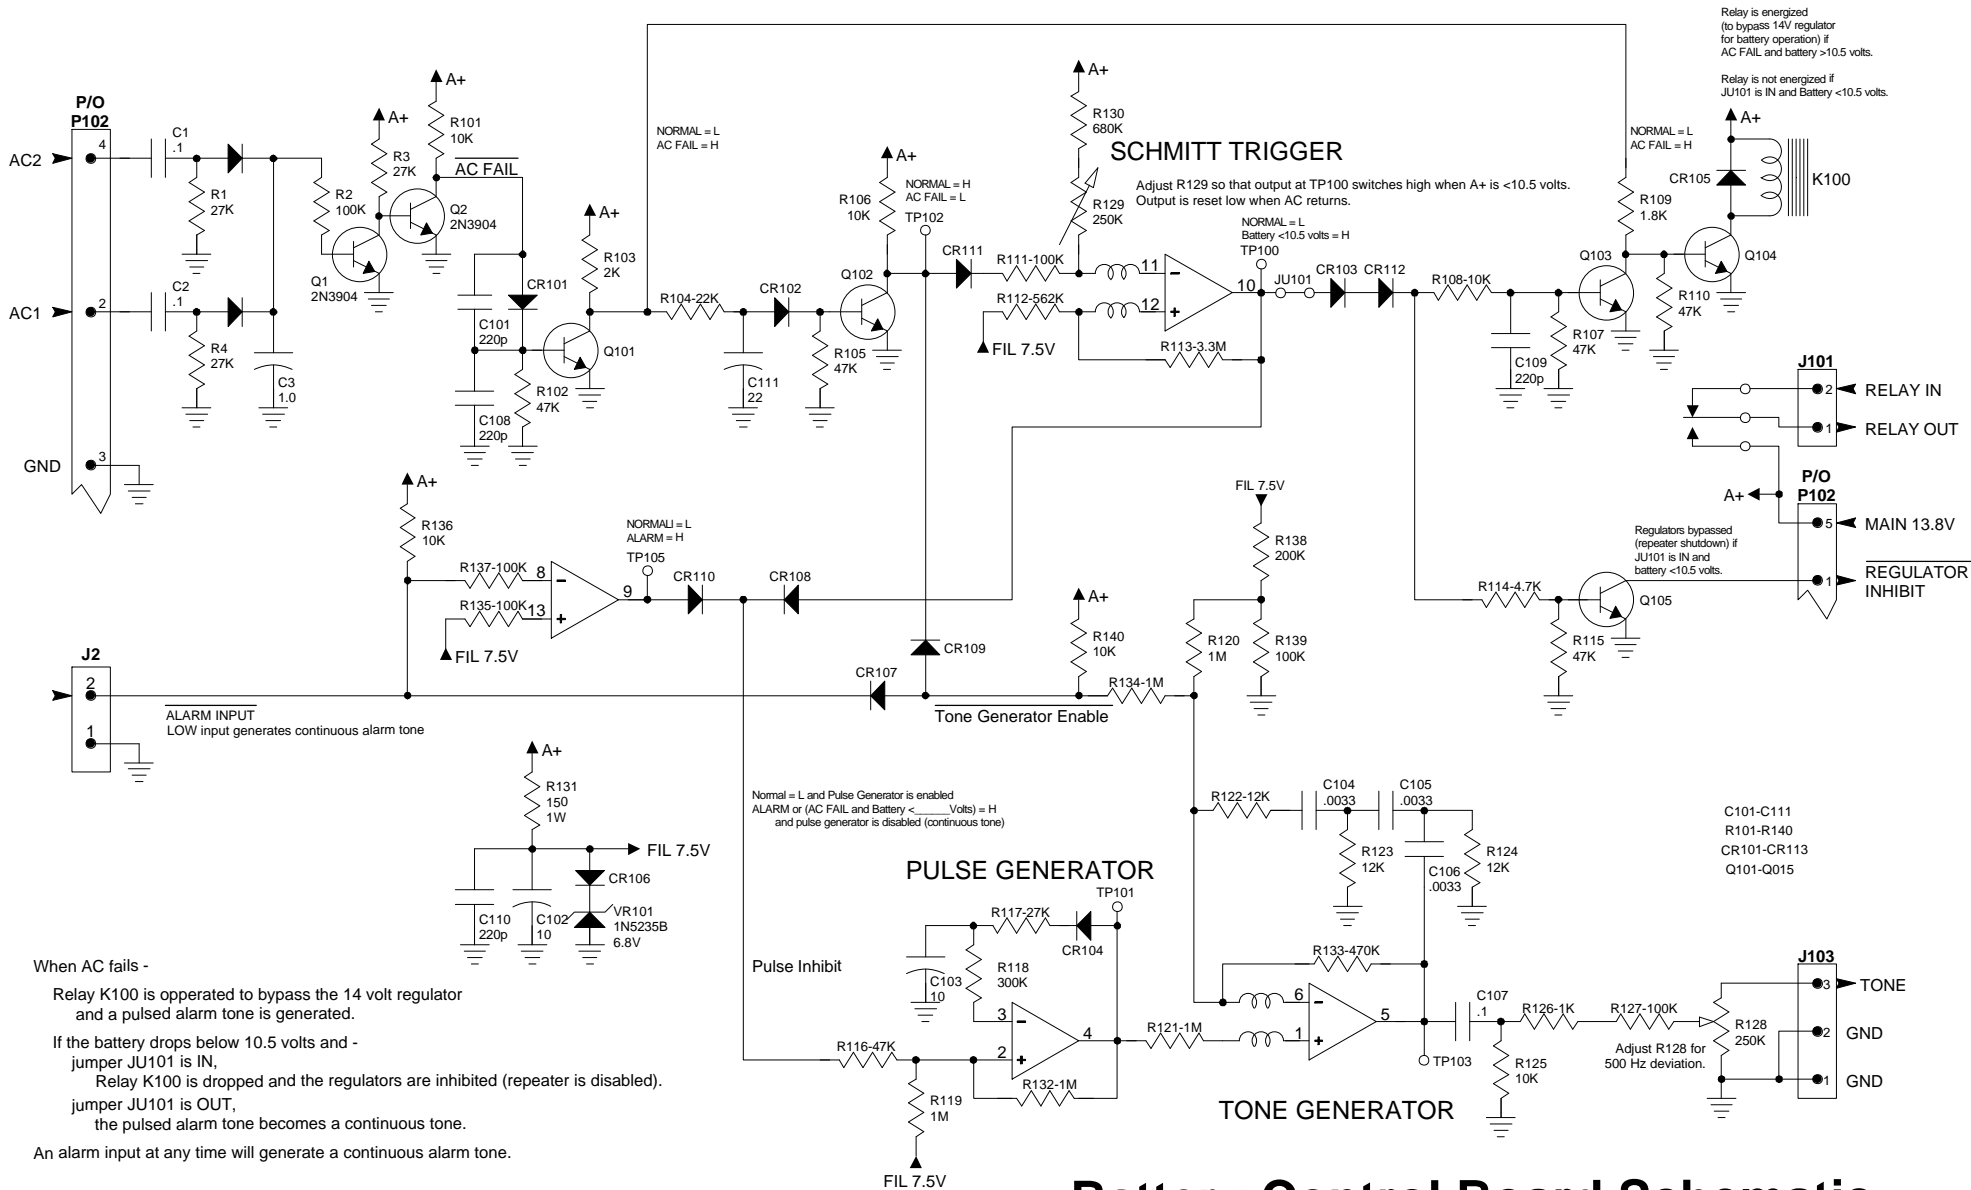 Relay is energized
(to bypass 14V regulator
for battery operation) if
AC FAIL and battery >10.5 volts.
Relay is not energized if
JU101 is IN and Battery <10.5 volts.
P/O
P102
4
AC2
C1
.1
R1
27K
R2
100K
A+
R3
27K
A+
R101
10K
AC FAIL
Q2
2N3904
Q1
2N3904
2
AC1
C2
.1
R4
27K
C3
1.0
3
GND
CR101
C101
220p
C108
220p
R102
47K
Q101
A+
R103
2K
NORMAL = L
AC FAIL = H
R104-22K
CR102
C111
22
R105
47K
Q102
A+
R106
10K
NORMAL = H
AC FAIL = L
TP102
CR111
R111-100K
R112-562K
FIL 7.5V
A+
R130
680K
R129
250K
SCHMITT TRIGGER
Adjust R129 so that output at TP100 switches high when A+ is <10.5 volts.
Output is reset low when AC returns.
NORMAL = L
Battery <10.5 volts = H
TP100
11
12
10
R113-3.3M
JU101
CR103
CR112
R108-10K
C109
220p
R107
47K
Q103
NORMAL = L
AC FAIL = H
R109
1.8K
R110
47K
A+
CR105
K100
Q104
J101
2
RELAY IN
1
RELAY OUT
A+
P/O
P102
5
MAIN 13.8V
1
REGULATOR
INHIBIT
Regulators bypassed
(repeater shutdown) if
JU101 is IN and
battery <10.5 volts.
R114-4.7K
Q105
R115
47K
A+
R136
10K
R137-100K
8
R135-100K
13
FIL 7.5V
9
NORMALI = L
ALARM = H
TP105
CR110
CR108
CR109
CR107
A+
R140
10K
FIL 7.5V
R138
200K
R120
1M
R139
100K
R134-1M
Tone Generator Enable
J2
2
1
ALARM INPUT
LOW input generates continuous alarm tone
A+
R131
150
1W
FIL 7.5V
CR106
C110
220p
C102
10
VR101
1N5235B
6.8V
Normal = L and Pulse Generator is enabled
ALARM or (AC FAIL and Battery <______Volts) = H
and pulse generator is disabled (continuous tone)
PULSE GENERATOR
TP101
R117-27K
CR104
C103
10
R118
300K
Pulse Inhibit
3
2
4
R116-47K
R132-1M
R119
1M
FIL 7.5V
R122-12K
C104
.0033
C105
.0033
R123
12K
C106
.0033
R124
12K
R133-470K
R121-1M
6
1
5
TP103
C107
.1
R125
10K
R126-1K
R127-100K
R128
250K
Adjust R128 for
500 Hz deviation.
TONE GENERATOR
J103
3
TONE
2
GND
1
GND
C101-C111
R101-R140
CR101-CR113
Q101-Q015
When AC fails -
Relay K100 is opperated to bypass the 14 volt regulator
and a pulsed alarm tone is generated.
If the battery drops below 10.5 volts and -
jumper JU101 is IN,
Relay K100 is dropped and the regulators are inhibited (repeater is disabled).
jumper JU101 is OUT,
the pulsed alarm tone becomes a continuous tone.
An alarm input at any time will generate a continuous alarm tone.
Battery Control Board Schematic